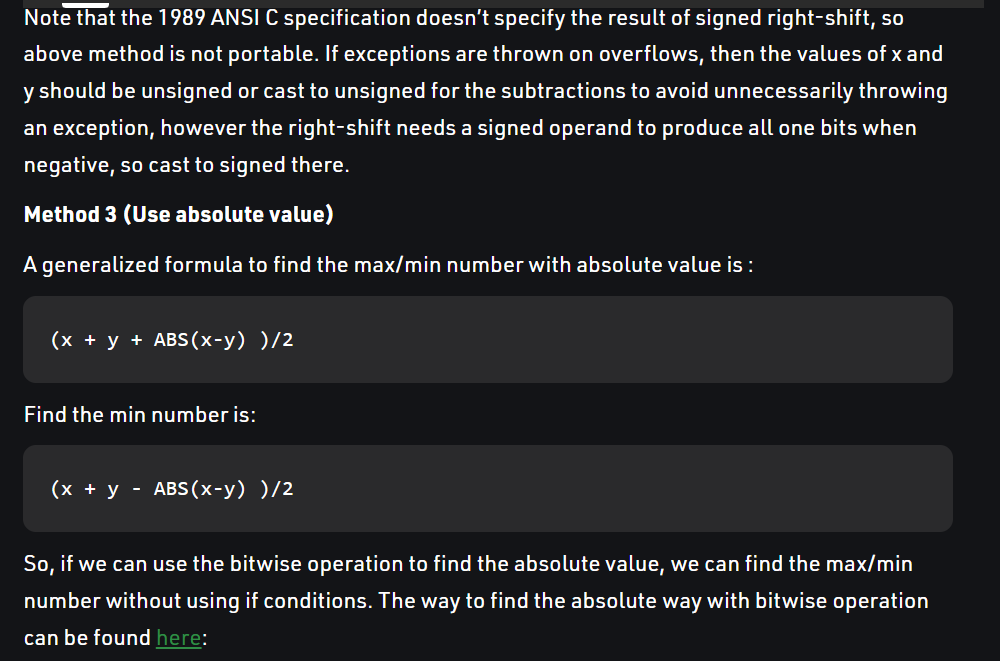 Note that the 1989 ANSI C specification doesn’t specify the result of signed right-shift, so
above method is not portable. If exceptions are thrown on overflows, then the values of x and
y should be unsigned or cast to unsigned for the subtractions to avoid unnecessarily throwing
an exception, however the right-shift needs a signed operand to produce all one bits when
negative, so cast to signed there.
Method 3 (Use absolute value)
A generalized formula to find the max/min number with absolute value is :
(x + y + ABS(x-y) )/2
Find the min number is:
(x + y - ABS(x-y) )/2
So, if we can use the bitwise operation to find the absolute value, we can find the max/min
number without using if conditions. The way to find the absolute way with bitwise operation
can be found here: